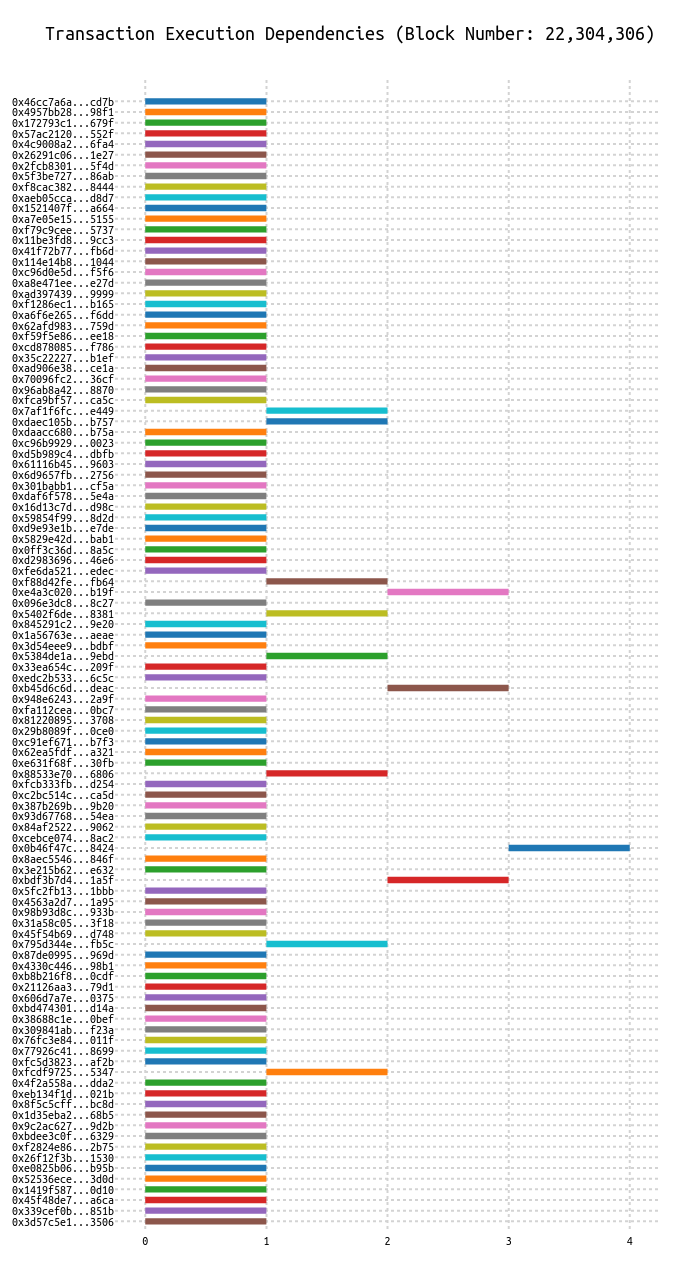 Transaction Execution Dependencies (Block Number: 22,304,306)
0x46cc7a6a...cd7b
0x4957bb28...98f1
0x172793c1...679f
0x57ac2120...552f
0x4c9008a2...6fa4
0x26291c06...1e27
0x2fcb8301...5f4d
0x5f3be727...86ab
0xf8cac382...8444
0xaeb05cca...d8d7
0x1521407f...a664
0xa7e05e15...5155
0xf79c9cee...5737
0x11be3fd8...9cc3
0x41f72b77...fb6d
0x114e14b8...1044
0xc96d0e5d...f5f6
0xa8e471ee...e27d
0xad397439...9999
0xf1286ec1...b165
0xa6f6e265...f6dd
0x62afd983...759d
0xf59f5e86...ee18
0xcd878085...f786
0x35c22227...b1ef
0xad906e38...ce1a
0x70096fc2...36cf
0x96ab8a42...8870
0xfca9bf57...ca5c
0x7af1f6fc...e449
0xdaec105b...b757
0xdaacc680...b75a
0xc96b9929...0023
0xd5b989c4...dbfb
0x61116b45...9603
0x6d9657fb...2756
0x301babb1...cf5a
0xdaf6f578...5e4a
0x16d13c7d...d98c
0x59854f99...8d2d
0xd9e93e1b...e7de
0x5829e42d...bab1
0x0ff3c36d...8a5c
0xd2983696...46e6
0xfe6da521...edec
0xf88d42fe...fb64
0xe4a3c020...b19f
0x096e3dc8...8c27
0x5402f6de...8381
0x845291c2...9e20
0x1a56763e...aeae
0x3d54eee9...bdbf
0x5384de1a...9ebd
0x33ea654c...209f
0xedc2b533...6c5c
0xb45d6c6d...deac
0x948e6243...2a9f
0xfa112cea...0bc7
0x81220895...3708
0x29b8089f...0ce0
0xc91ef671...b7f3
0x62ea5fdf...a321
0xe631f68f...30fb
0x88533e70...6806
0xfcb333fb...d254
0xc2bc514c...ca5d
0x387b269b...9b20
0x93d67768...54ea
0x84af2522...9062
0xcebce074...8ac2
0x0b46f47c...8424
0x8aec5546...846f
0x3e215b62...e632
0xbdf3b7d4...1a5f
0x5fc2fb13...1bbb
0x4563a2d7...1a95
0x98b93d8c...933b
0x31a58c05...3f18
0x45f54b69...d748
0x795d344e...fb5c
0x87de0995...969d
0x4330c446...98b1
0xb8b216f8...0cdf
0x21126aa3...79d1
0x606d7a7e...0375
0xbd474301...d14a
0x38688c1e...0bef
0x309841ab...f23a
0x76fc3e84...011f
0x77926c41...8699
0xfc5d3823...af2b
0xfcdf9725...5347
0x4f2a558a...dda2
0xeb134f1d...021b
0x8f5c5cff...bc8d
0x1d35eba2...68b5
0x9c2ac627...9d2b
0xbdee3c0f...6329
0xf2824e86...2b75
0x26f12f3b...1530
0xe0825b06...b95b
0x52536ece...3d0d
0x1419f587...0d10
0x45f48de7...a6ca
0x339cef0b...851b
0x3d57c5e1...3506
0 1 2 3 4